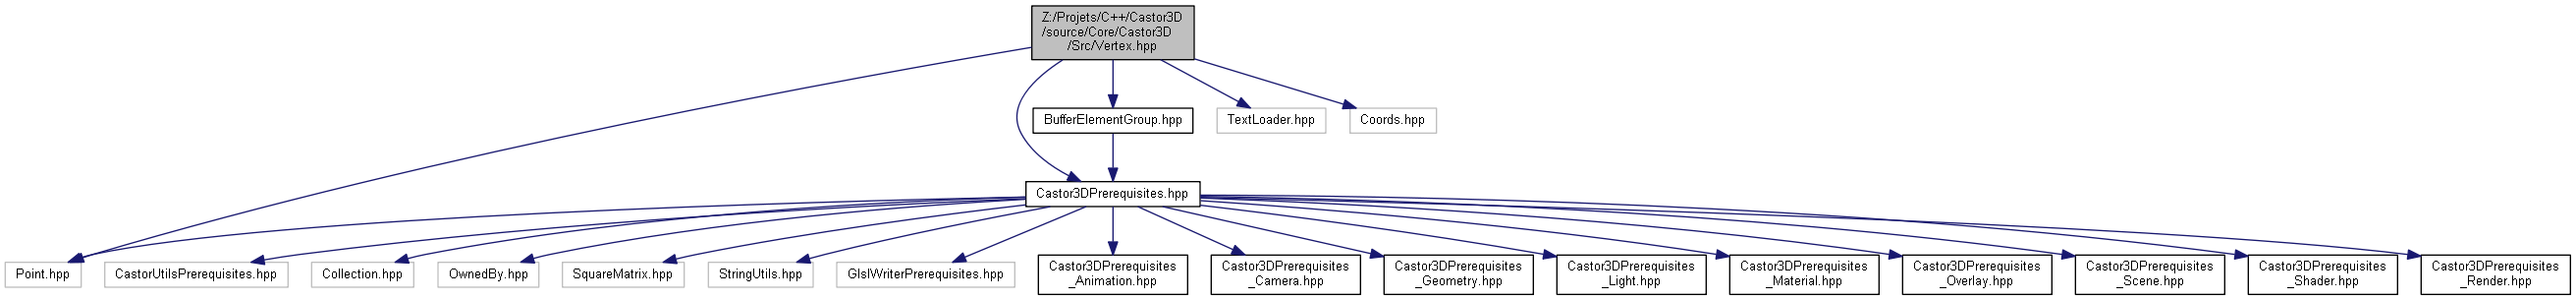 Z:/Projets/C++/Castor3D
/source/Core/Castor3D
/Src/Vertex.hpp
BufferElementGroup.hpp
TextLoader.hpp
Coords.hpp
Castor3DPrerequisites.hpp
Point.hpp
CastorUtilsPrerequisites.hpp
Collection.hpp
OwnedBy.hpp
SquareMatrix.hpp
StringUtils.hpp
GlslWriterPrerequisites.hpp
Castor3DPrerequisites
_Animation.hpp
Castor3DPrerequisites
_Camera.hpp
Castor3DPrerequisites
_Geometry.hpp
Castor3DPrerequisites
_Light.hpp
Castor3DPrerequisites
_Material.hpp
Castor3DPrerequisites
_Overlay.hpp
Castor3DPrerequisites
_Scene.hpp
Castor3DPrerequisites
_Shader.hpp
Castor3DPrerequisites
_Render.hpp